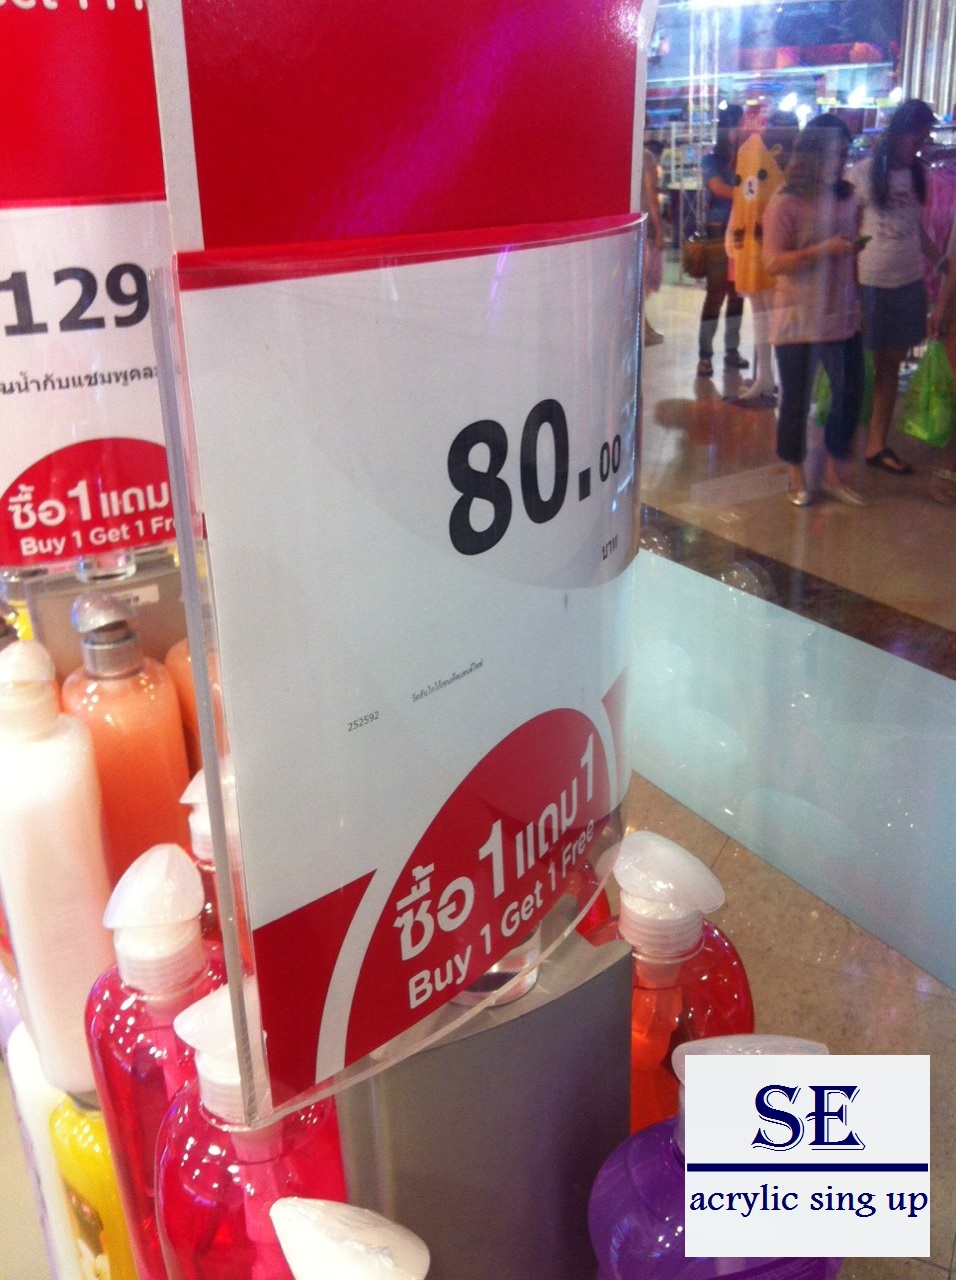 129
ซื้อ 1 แถม
Buy 1 Get 1 Fr
80.00
บาท
252592
ซื้อ 1 แถม 1
Buy 1 Get 1 Free
SE
acrylic sing up